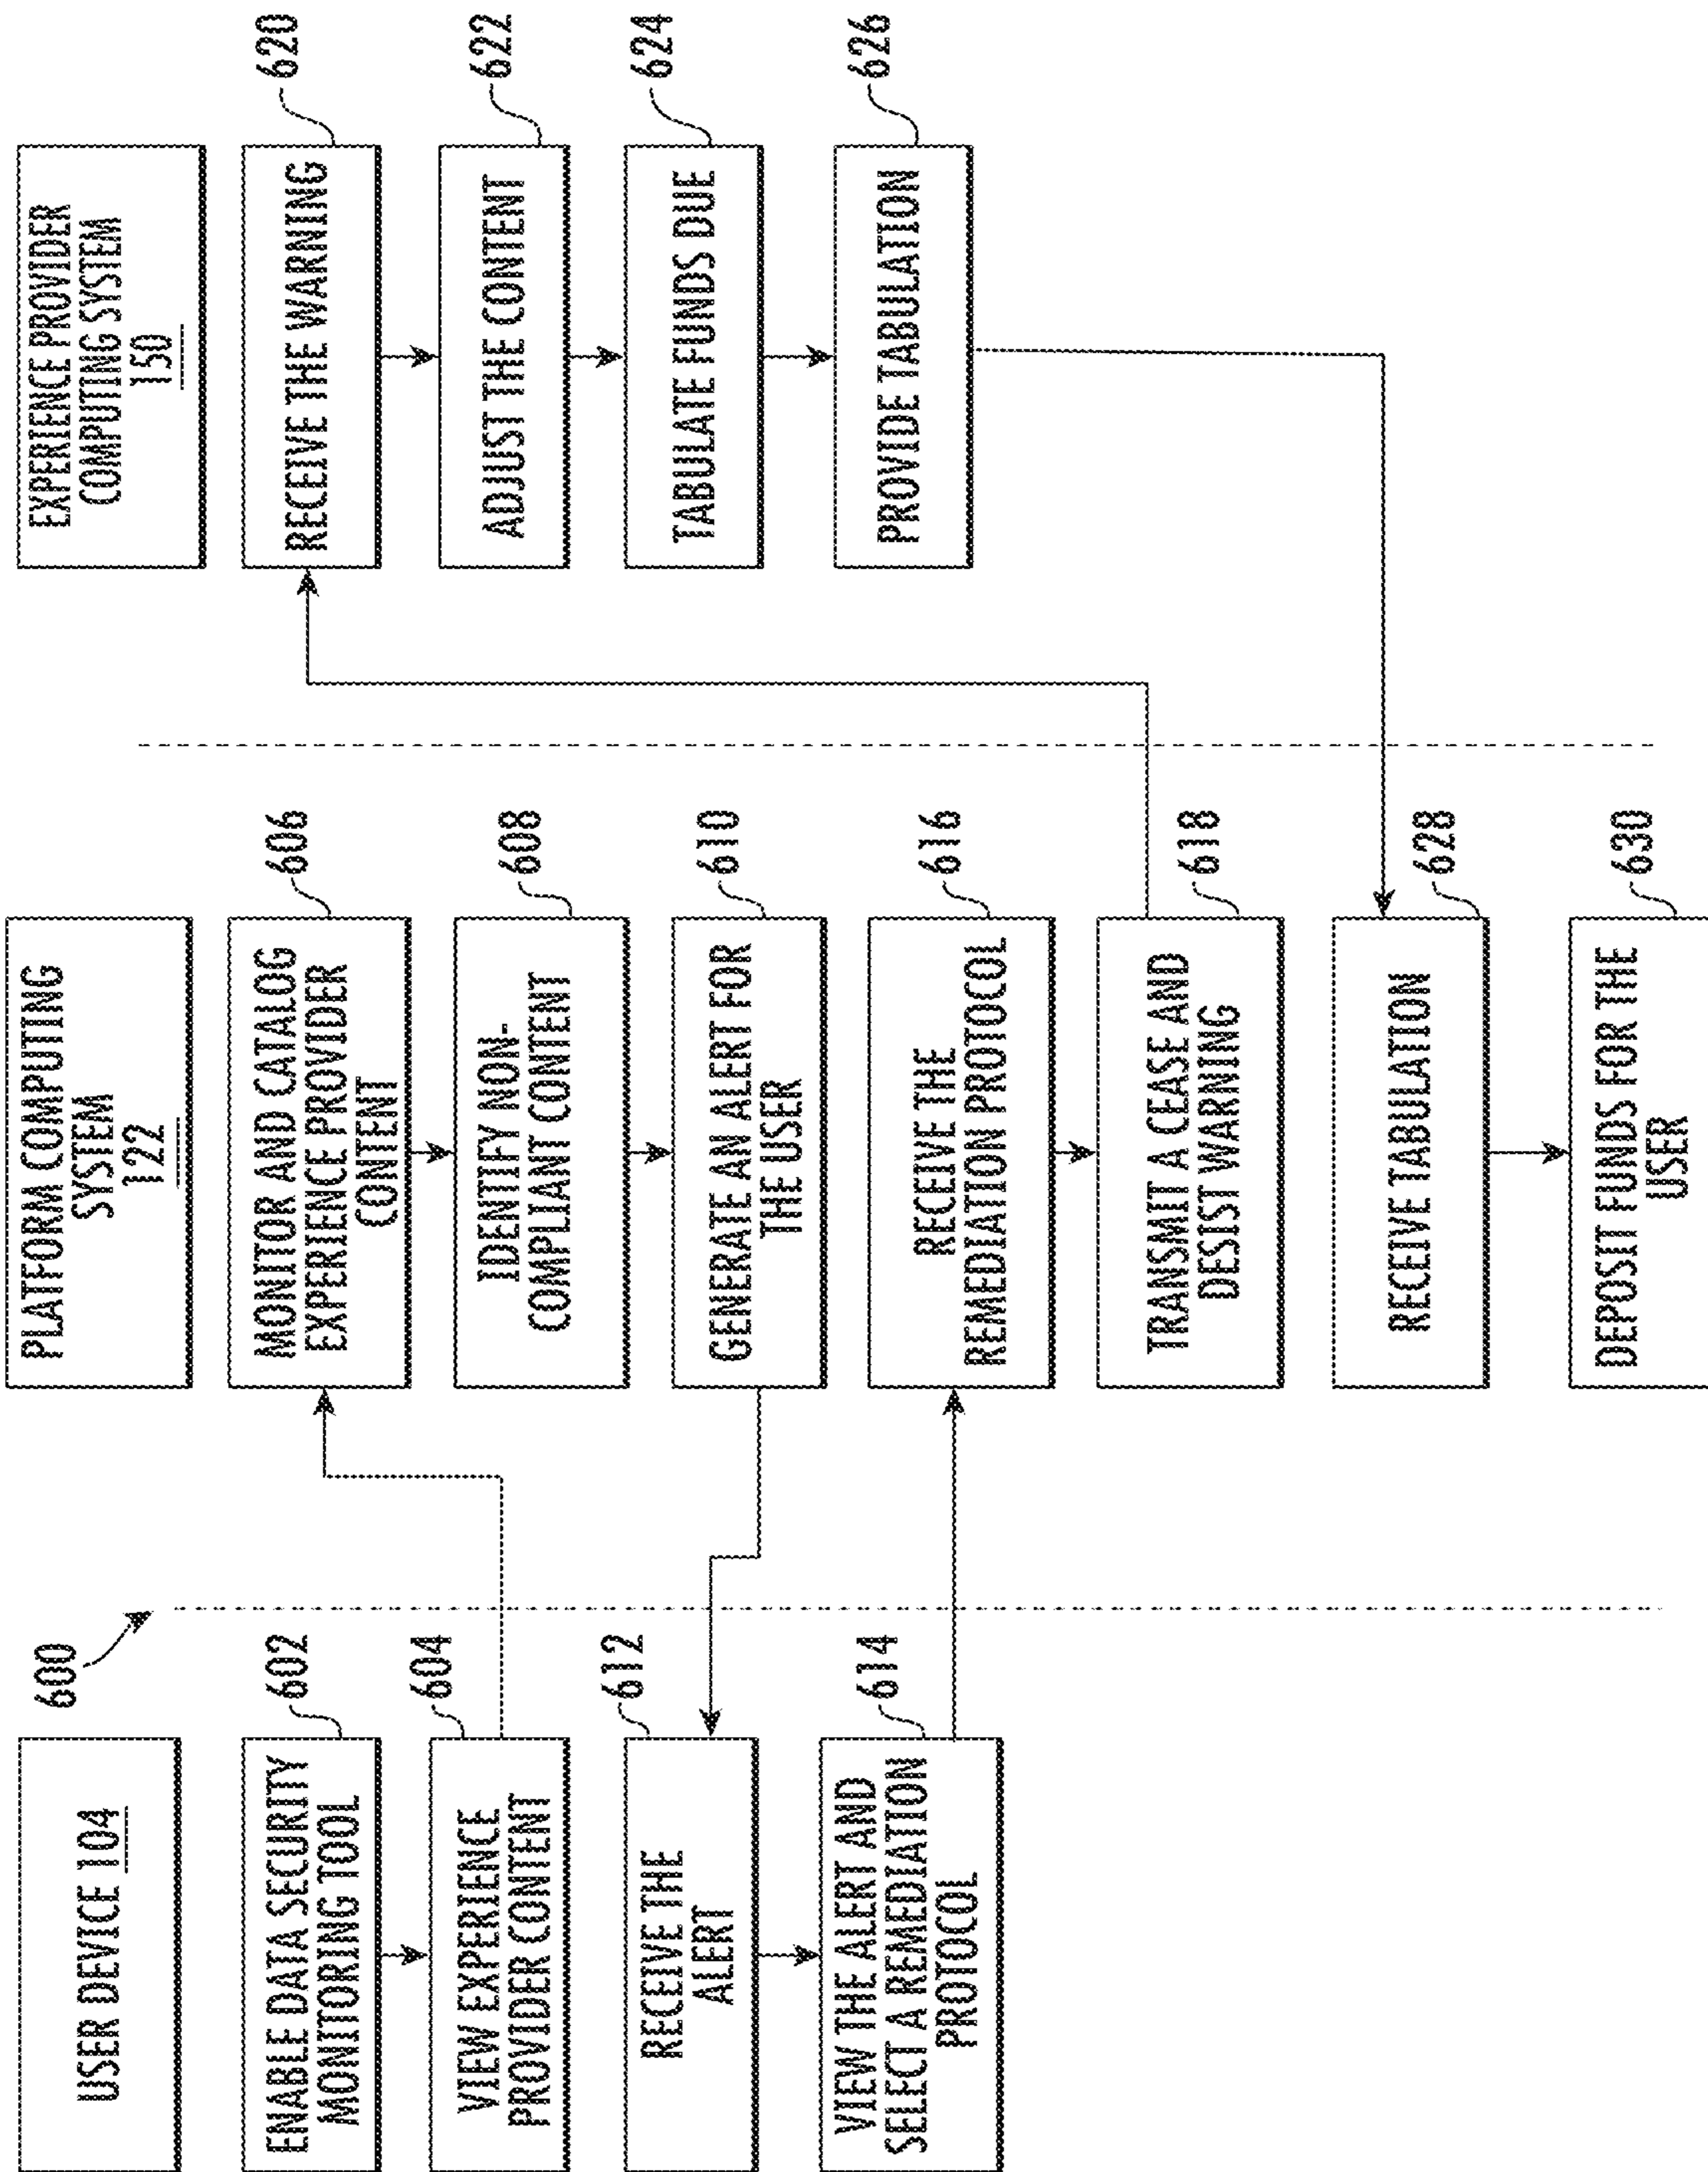 600
USER DEVICE 104
ENABLE DATA SECURITY
MONITORING TOOL
602
VIEW EXPERIENCE
PROVIDER CONTENT
604
RECEIVE THE
ALERT
612
VIEW THE ALERT AND
SELECT A REMEDIATION
PROTOCOL
614
PLATFORM COMPUTING
SYSTEM
122
MONITOR AND CATALOG
EXPERIENCE PROVIDER
CONTENT
606
IDENTIFY NON-
COMPLIANT CONTENT
608
GENERATE AN ALERT FOR
THE USER
610
RECEIVE THE
REMEDIATION PROTOCOL
616
TRANSMIT A CEASE AND
DESIST WARNING
618
RECEIVE TABULATION
628
DEPOSIT FUNDS FOR THE
USER
630
EXPERIENCE PROVIDER
COMPUTING SYSTEM
150
RECEIVE THE WARNING
620
ADJUST THE CONTENT
622
TABULATE FUNDS DUE
624
PROVIDE TABULATION
626